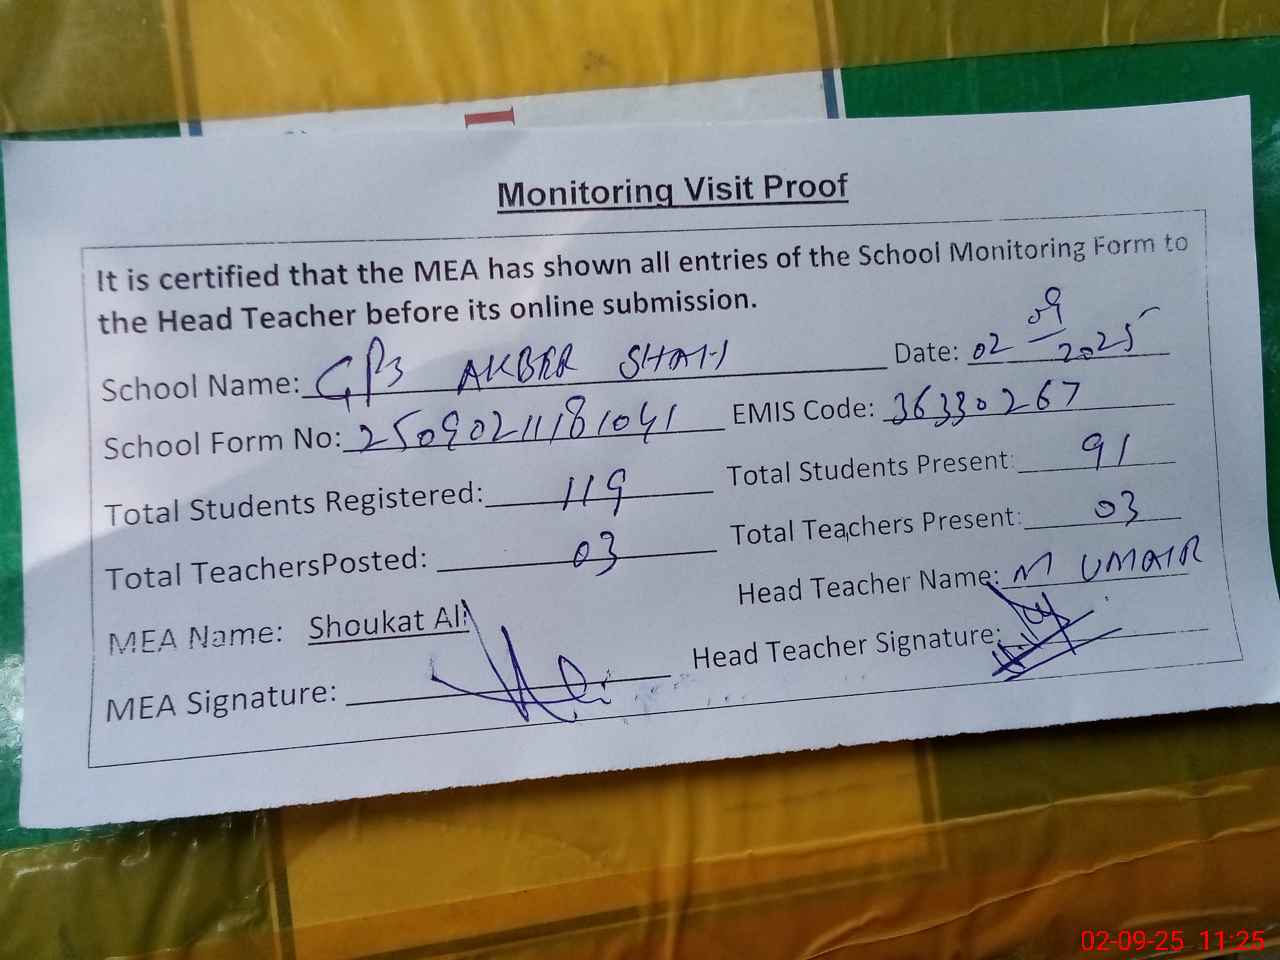 Monitoring Visit Proof
It is certified that the MEA has shown all entries of the School Monitoring Form to
the Head Teacher before its online submission.
School Name: GPS AKBER SHAH Date: 02-09-2025
School Form No: 25090211181041 EMIS Code: 36330267
Total Students Registered: 119 Total Students Present: 91
Total TeachersPosted: 03 Total Teachers Present: 03
MEA Name: Shoukat Ali Head Teacher Name: M UMAIR
MEA Signature: Head Teacher Signature:
02-09-25 11:25